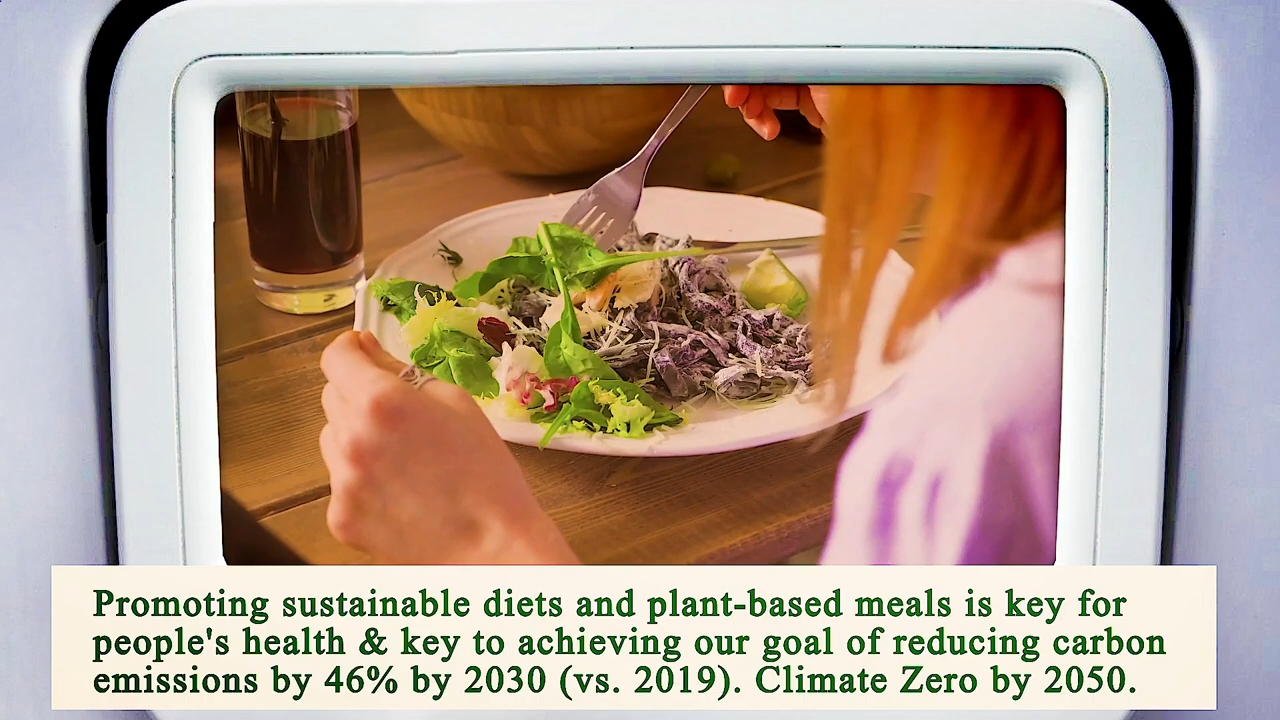 Promoting sustainable diets and plant-based meals is key for
people's health & key to achieving our goal of reducing carbon
emissions by 46% by 2030 (vs. 2019). Climate Zero by 2050.